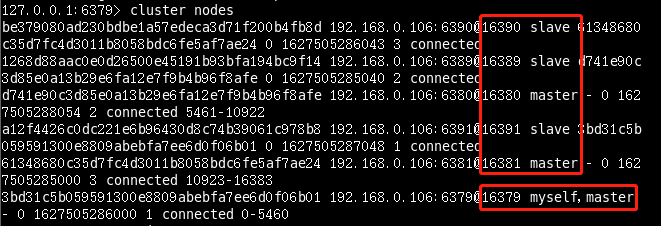 127.0.0.1:6379> cluster nodes
be379080ad230bdbe1a57edeca3d71f200b4fb8d 192.168.0.106:6390@16390 slave 61348680
c35d7fc4d3011b8058bdc6fe5af7ae24 0 1627505286043 3 connected
1268d88aac0e0d26500e45191b93bfa194bc9f14 192.168.0.106:6389@16389 slave d741e90c
3d85e0a13b29e6fa12e7f9b4b96f8afe 0 1627505285040 2 connected
d741e90c3d85e0a13b29e6fa12e7f9b4b96f8afe 192.168.0.106:6380@16380 master - 0 162
7505288054 2 connected 5461-10922
a12f4426c0dc221e6b96430d8c74b39061c978b8 192.168.0.106:6391@16391 slave 3bd31c5b
059591300e8809abebfa7ee6d0f06b01 0 1627505287048 1 connected
61348680c35d7fc4d3011b8058bdc6fe5af7ae24 192.168.0.106:6381@16381 master - 0 162
7505285000 3 connected 10923-16383
3bd31c5b059591300e8809abebfa7ee6d0f06b01 192.168.0.106:6379@16379 myself,master
- 0 1627505286000 1 connected 0-5460